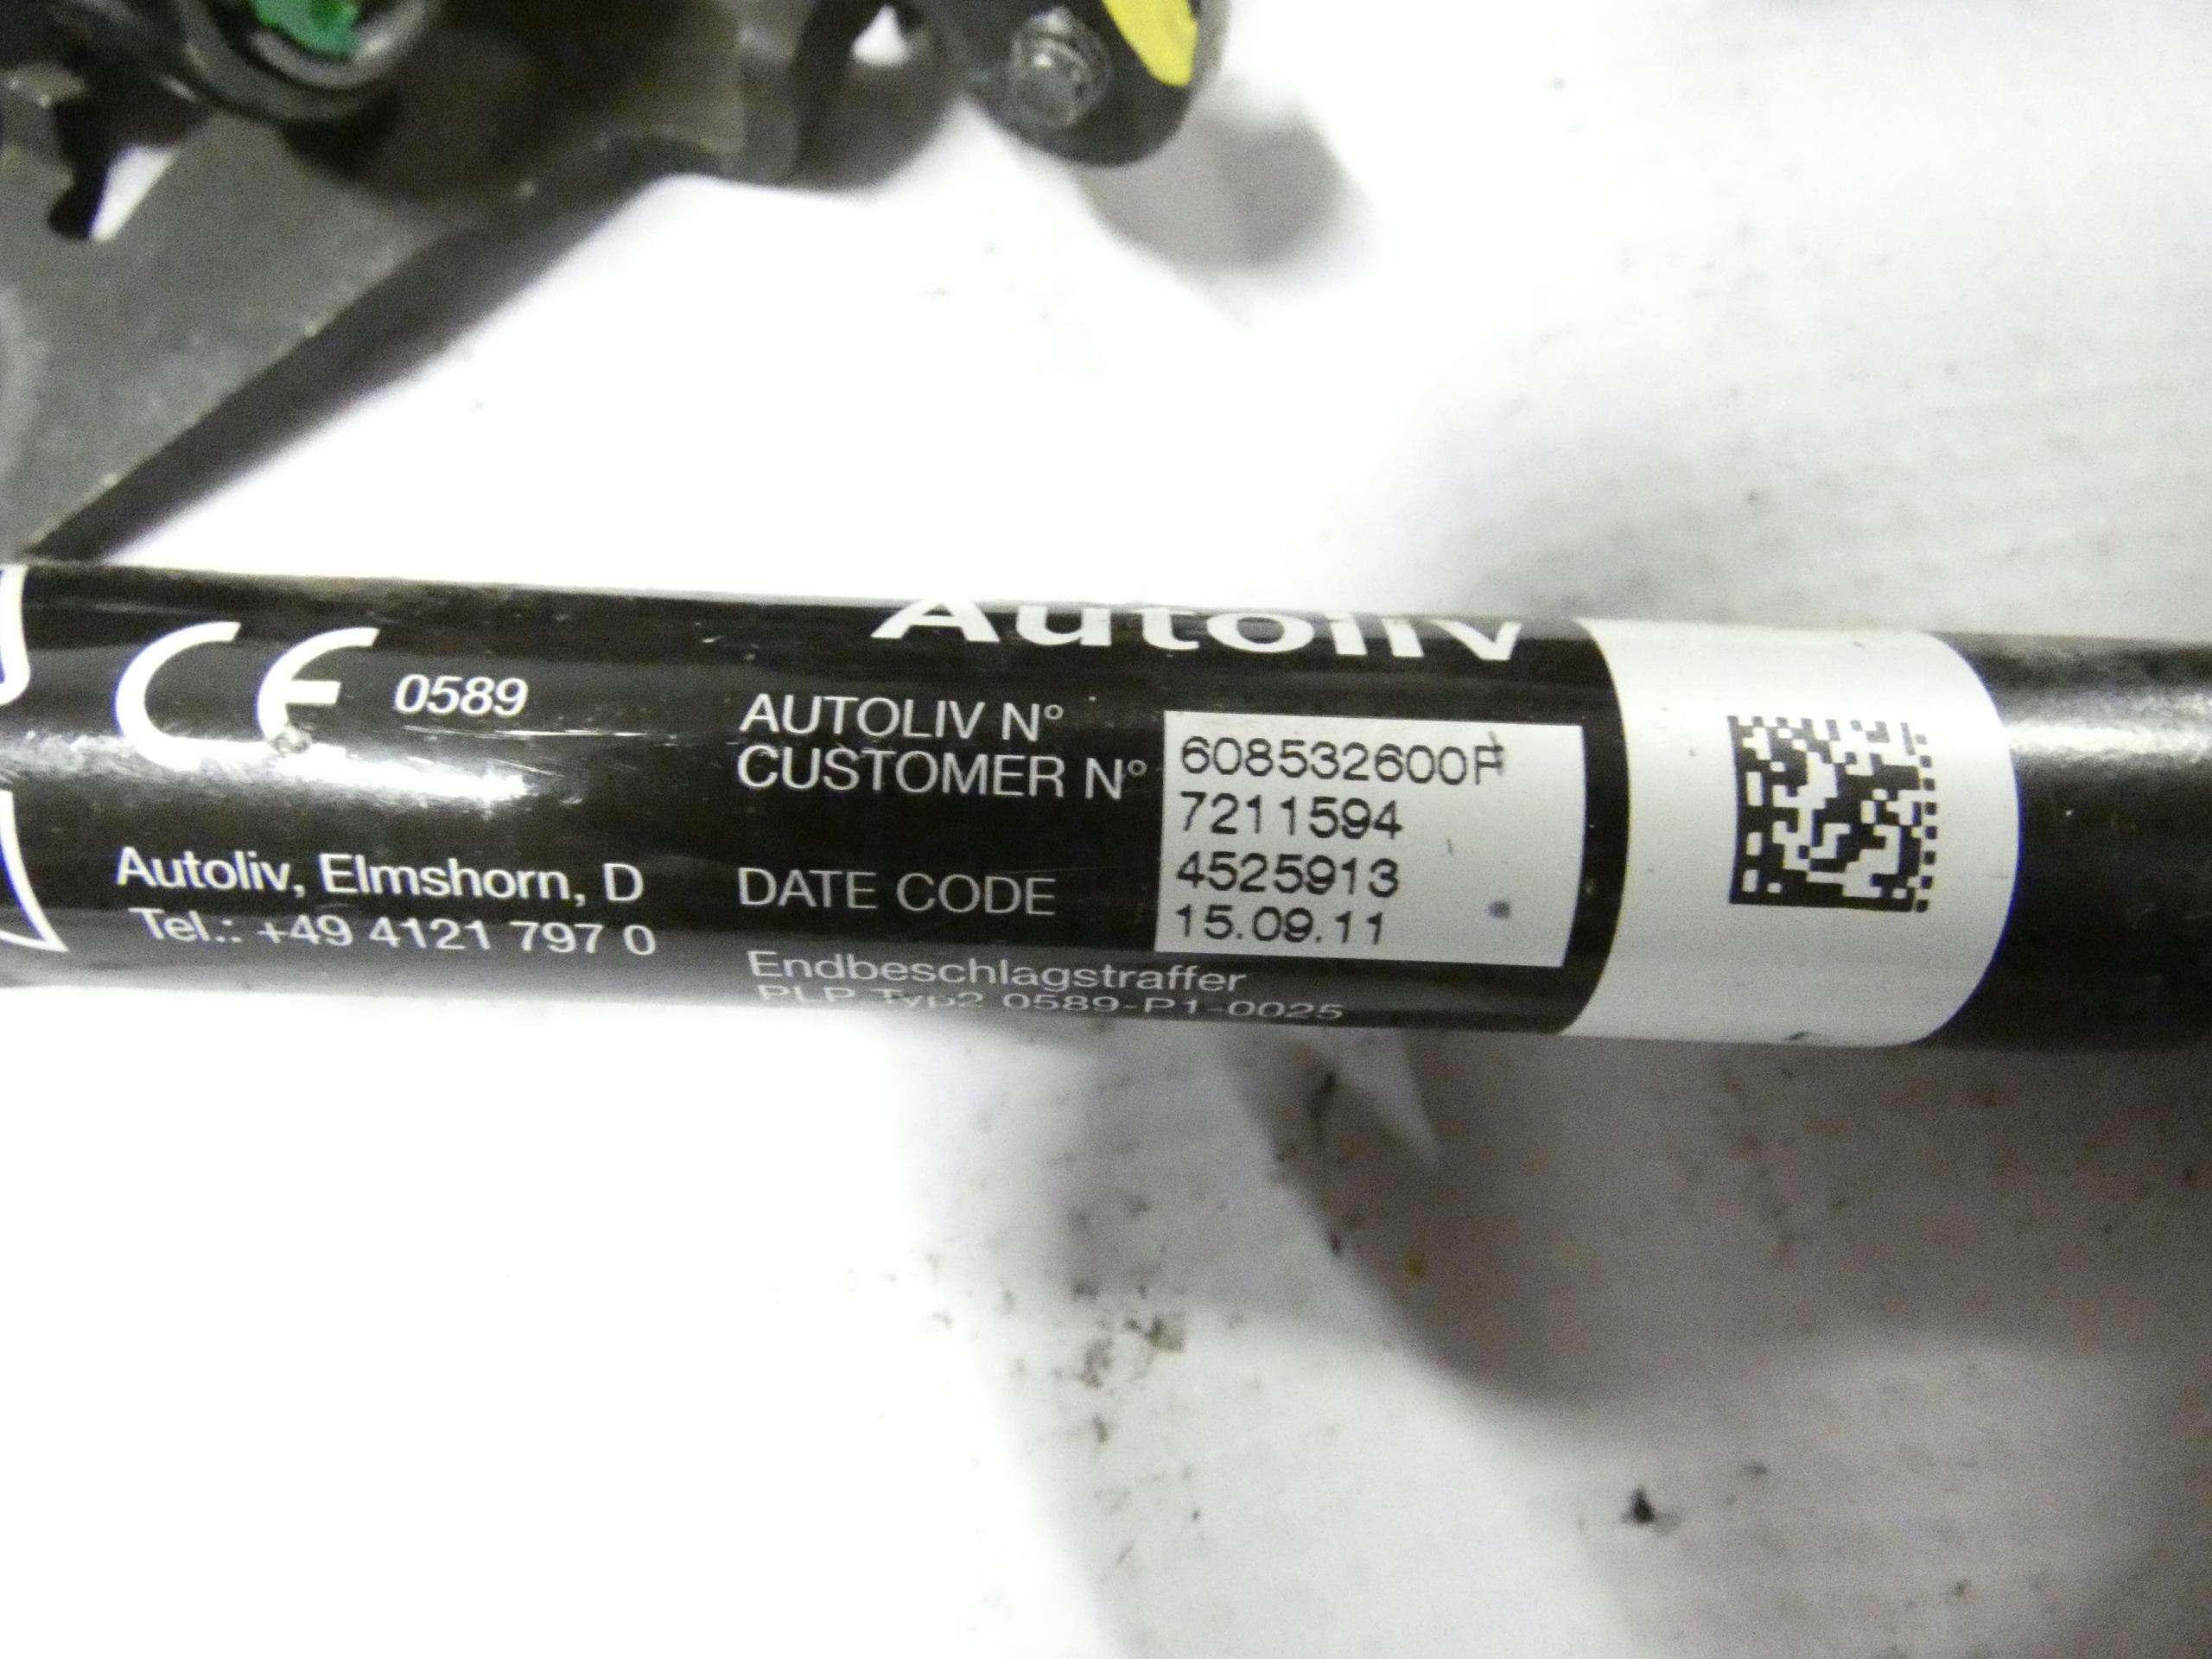 Autoliv
CE 0589
AUTOLIV N° 608532600F
CUSTOMER N° 7211594
4525913
DATE CODE 15.09.11
Autoliv, Elmshorn, D
Tel.: +49 4121 797 0
Endbeschlagstraffer
PLP Typ2 0589-P1-0025